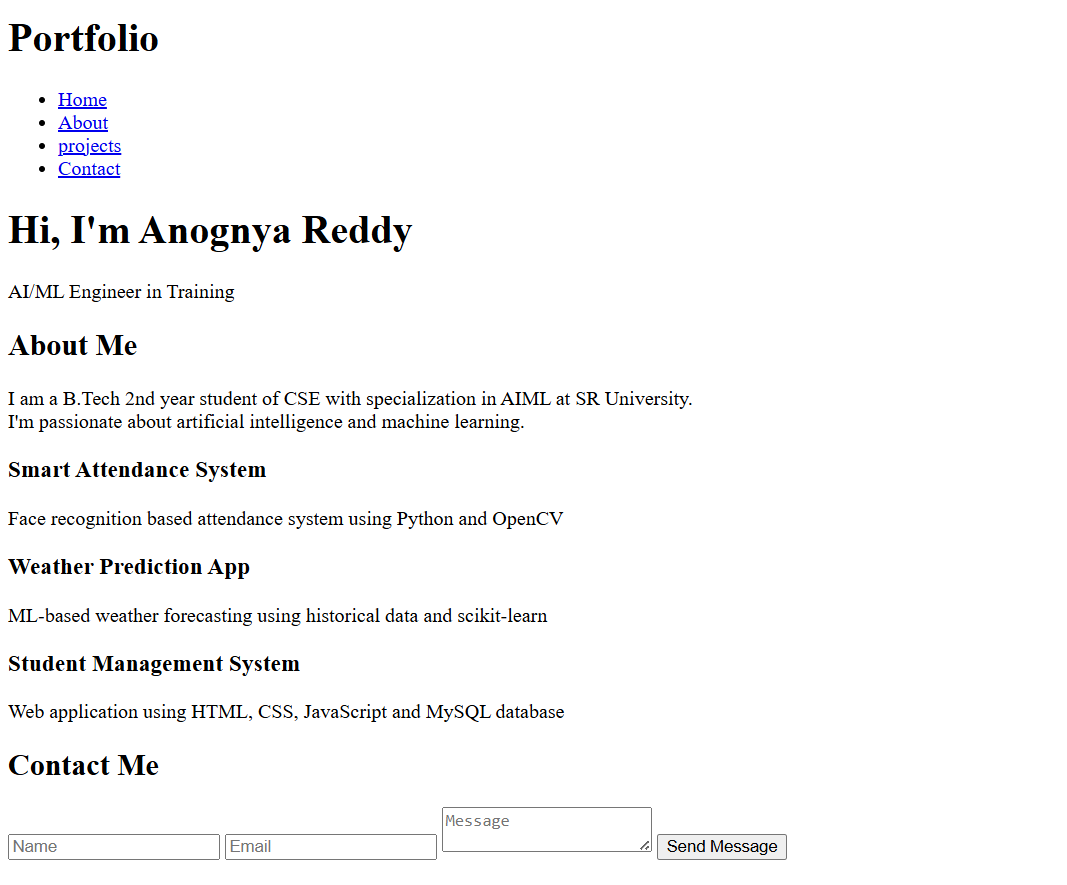 Portfolio
Home
About
projects
Contact
Hi, I'm Anognya Reddy
AI/ML Engineer in Training
About Me
I am a B.Tech 2nd year student of CSE with specialization in AIML at SR University.
I'm passionate about artificial intelligence and machine learning.
Smart Attendance System
Face recognition based attendance system using Python and OpenCV
Weather Prediction App
ML-based weather forecasting using historical data and scikit-learn
Student Management System
Web application using HTML, CSS, JavaScript and MySQL database
Contact Me
Name Email Message Send Message